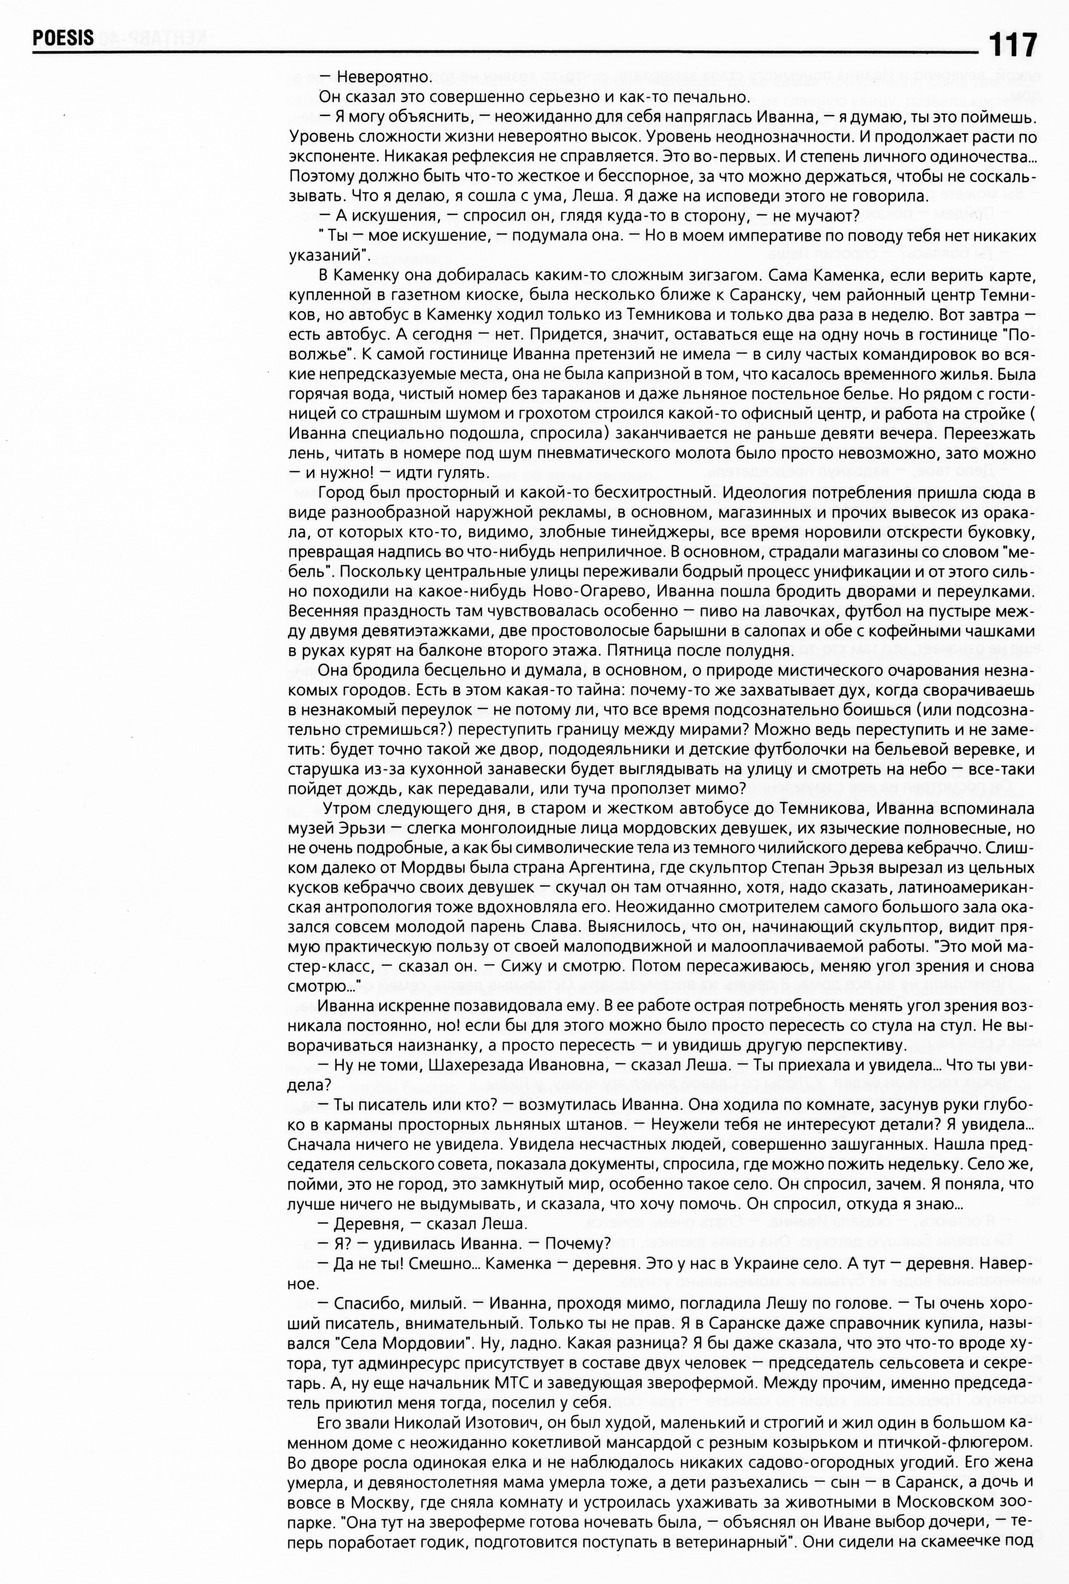 POESIS
117
— Невероятно.
Он сказал это совершенно серьезно и как-то печально.
— Я могу объяснить, — неожиданно для себя напряглась Иванна, — я думаю, ты это поймешь.
Уровень сложности жизни невероятно высок. Уровень неоднозначности. И продолжает расти по
экспоненте. Никакая рефлексия не справляется. Это во-первых. И степень личного одиночества...
Поэтому должно быть что-то жесткое и бесспорное, за что можно держаться, чтобы не соскаль-
зывать. Что я делаю, я сошла с ума, Леша. Я даже на исповеди этого не говорила.
— А искушения, — спросил он, глядя куда-то в сторону, — не мучают?
" Ты — мое искушение, — подумала она. — Но в моем императиве по поводу тебя нет никаких
указаний".
В Каменку она добиралась каким-то сложным зигзагом. Сама Каменка, если верить карте,
купленной в газетном киоске, была несколько ближе к Саранску, чем районный центр Темни-
ков, но автобус в Каменку ходил только из Темникова и только два раза в неделю. Вот завтра —
есть автобус. А сегодня — нет. Придется, значит, оставаться еще на одну ночь в гостинице "По-
волжье". К самой гостинице Иванна претензий не имела — в силу частых командировок во вся-
кие непредсказуемые места, она не была капризной в том, что касалось временного жилья. Была
горячая вода, чистый номер без тараканов и даже льняное постельное белье. Но рядом с гости-
ницей со страшным шумом и грохотом строился какой-то офисный центр, и работа на стройке (
Иванна специально подошла, спросила) заканчивается не раньше девяти вечера. Переезжать
лень, читать в номере под шум пневматического молота было просто невозможно, зато можно
— и нужно! — идти гулять.
Город был просторный и какой-то бесхитростный. Идеология потребления пришла сюда в
виде разнообразной наружной рекламы, в основном, магазинных и прочих вывесок из орака-
ла, от которых кто-то, видимо, злобные тинейджеры, все время норовили отскрести буковку,
превращая надпись во что-нибудь неприличное. В основном, страдали магазины со словом "ме-
бель". Поскольку центральные улицы переживали бодрый процесс унификации и от этого силь-
но походили на какое-нибудь Ново-Огарево, Иванна пошла бродить дворами и переулками.
Весенняя праздность там чувствовалась особенно — пиво на лавочках, футбол на пустыре меж-
ду двумя девятиэтажками, две простоволосые барышни в салопах и обе с кофейными чашками
в руках курят на балконе второго этажа. Пятница после полудня.
Она бродила бесцельно и думала, в основном, о природе мистического очарования незна-
комых городов. Есть в этом какая-то тайна: почему-то же захватывает дух, когда сворачиваешь
в незнакомый переулок — не потому ли, что все время подсознательно боишься (или подсозна-
тельно стремишься?) переступить границу между мирами? Можно ведь переступить и не заме-
тить: будет точно такой же двор, пододеяльники и детские футболочки на бельевой веревке, и
старушка из-за кухонной занавески будет выглядывать на улицу и смотреть на небо — все-таки
пойдет дождь, как передавали, или туча проползет мимо?
Утром следующего дня, в старом и жестком автобусе до Темникова, Иванна вспоминала
музей Эрьзи — слегка монголоидные лица мордовских девушек, их языческие полновесные, но
не очень подробные, а как бы символические тела из темного чилийского дерева кебраччо. Слиш-
ком далеко от Мордвы была страна Аргентина, где скульптор Степан Эрьзя вырезал из цельных
кусков кебраччо своих девушек — скучал он там отчаянно, хотя, надо сказать, латиноамерикан-
ская антропология тоже вдохновляла его. Неожиданно смотрителем самого большого зала ока-
зался совсем молодой парень Слава. Выяснилось, что он, начинающий скульптор, видит пря-
мую практическую пользу от своей малоподвижной и малооплачиваемой работы. "Это мой ма-
стер-класс, — сказал он. — Сижу и смотрю. Потом пересаживаюсь, меняю угол зрения и снова
смотрю..."
Иванна искренне позавидовала ему. В ее работе острая потребность менять угол зрения воз-
никала постоянно, но! если бы для этого можно было просто пересесть со стула на стул. Не вы-
ворачиваться наизнанку, а просто пересесть — и увидишь другую перспективу.
— Ну не томи, Шахерезада Ивановна, — сказал Леша. — Ты приехала и увидела... Что ты уви-
дела?
— Ты писатель или кто? — возмутилась Иванна. Она ходила по комнате, засунув руки глубо-
ко в карманы просторных льняных штанов. — Неужели тебя не интересуют детали? Я увидела...
Сначала ничего не увидела. Увидела несчастных людей, совершенно зашуганных. Нашла пред-
седателя сельского совета, показала документы, спросила, где можно пожить недельку. Село же,
пойми, это не город, это замкнутый мир, особенно такое село. Он спросил, зачем. Я поняла, что
лучше ничего не выдумывать, и сказала, что хочу помочь. Он спросил, откуда я знаю...
— Деревня, — сказал Леша.
— Я? — удивилась Иванна. — Почему?
— Да не ты! Смешно... Каменка — деревня. Это у нас в Украине село. А тут — деревня. Навер-
ное.
— Спасибо, милый. — Иванна, проходя мимо, погладила Лешу по голове. — Ты очень хоро-
ший писатель, внимательный. Только ты не прав. Я в Саранске даже справочник купила, назы-
вался "Села Мордовии". Ну, ладно. Какая разница? Я бы даже сказала, что это что-то вроде ху-
тора, тут админресурс присутствует в составе двух человек — председатель сельсовета и секре-
тарь. А, ну еще начальник МТС и заведующая зверофермой. Между прочим, именно председа-
тель приютил меня тогда, поселил у себя.
Его звали Николай Изотович, он был худой, маленький и строгий и жил один в большом ка-
менном доме с неожиданно кокетливой мансардой с резным козырьком и птичкой-флюгером.
Во дворе росла одинокая елка и не наблюдалось никаких садово-огородных угодий. Его жена
умерла, и девяностолетняя мама умерла тоже, а дети разъехались — сын — в Саранск, а дочь и
вовсе в Москву, где сняла комнату и устроилась ухаживать за животными в Московском зоо-
парке. "Она тут на звероферме готова ночевать была, — объяснял он Иване выбор дочери, — те-
перь поработает годик, подготовится поступать в ветеринарный". Они сидели на скамеечке под